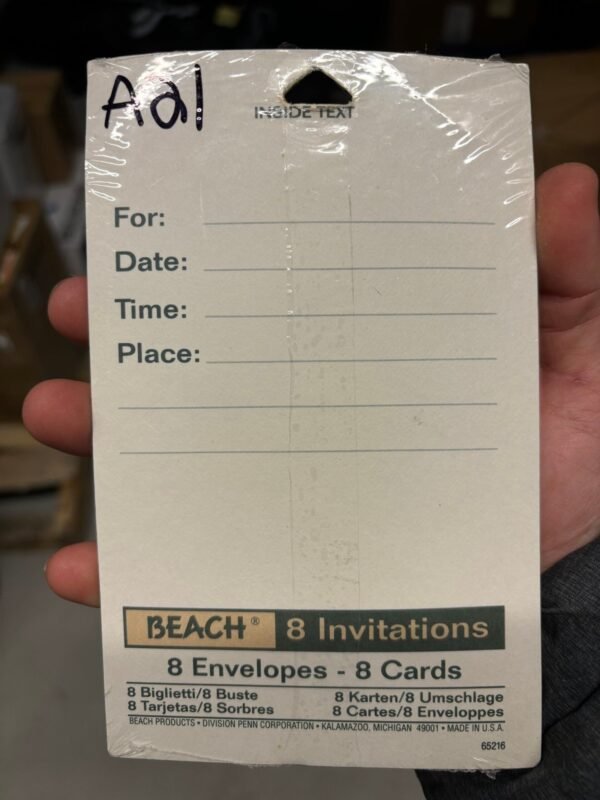 Aal
INSIDE TEXT
For:
Date:
Time:
Place:
BEACH® 8 Invitations
8 Envelopes - 8 Cards
8 Biglietti/8 Buste 8 Karten/8 Umschlage
8 Tarjetas/8 Sorbres 8 Cartes/8 Enveloppes
BEACH PRODUCTS • DIVISION PENN CORPORATION • KALAMAZOO, MICHIGAN 49001 • MADE IN U.S.A.
65216